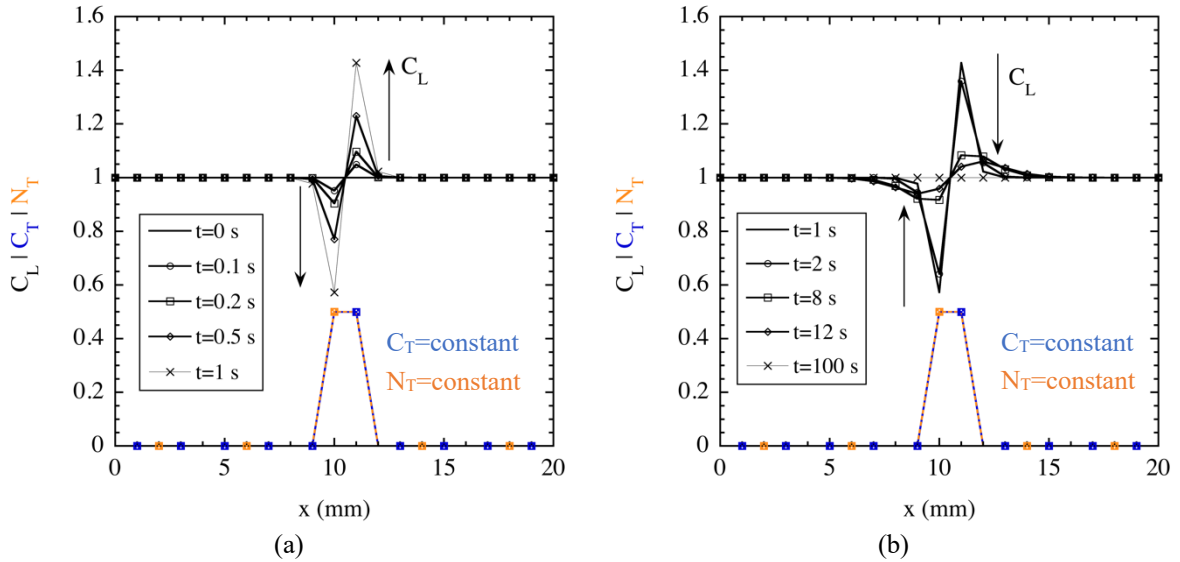 1.6
1.4
1.2
1
0.8
0.6
0.4
0.2
0
C_L | C_T | N_T
C_L
t=0 s
t=0.1 s
t=0.2 s
t=0.5 s
t=1 s
C_T=constant
N_T=constant
0 5 10 15 20
x (mm)
(a)
1.6
1.4
1.2
1
0.8
0.6
0.4
0.2
0
C_L | C_T | N_T
C_L
t=1 s
t=2 s
t=8 s
t=12 s
t=100 s
C_T=constant
N_T=constant
0 5 10 15 20
x (mm)
(b)